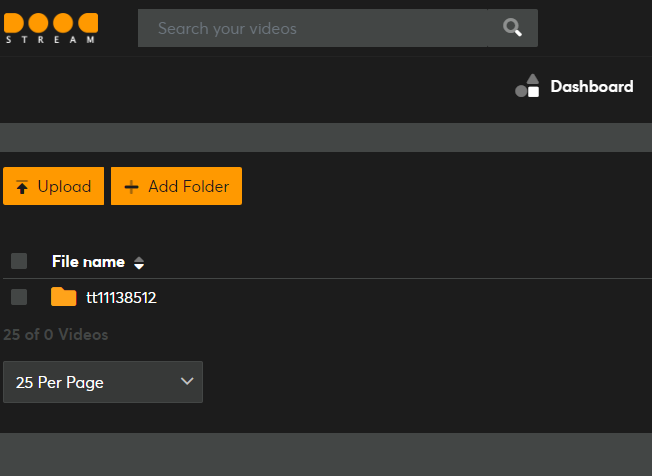 DOOD
STREAM
Search your videos
Dashboard
Upload
Add Folder
File name
tt11138512
25 of 0 Videos
25 Per Page